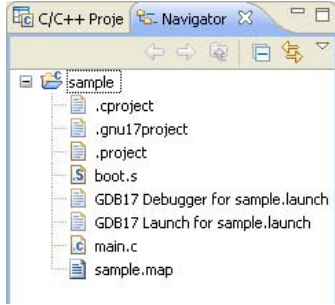 C/C++ Proje Navigator
sample
.cproject
.gnu17project
.project
boot.s
GDB17 Debugger for sample.launch
GDB17 Launch for sample.launch
main.c
sample.map